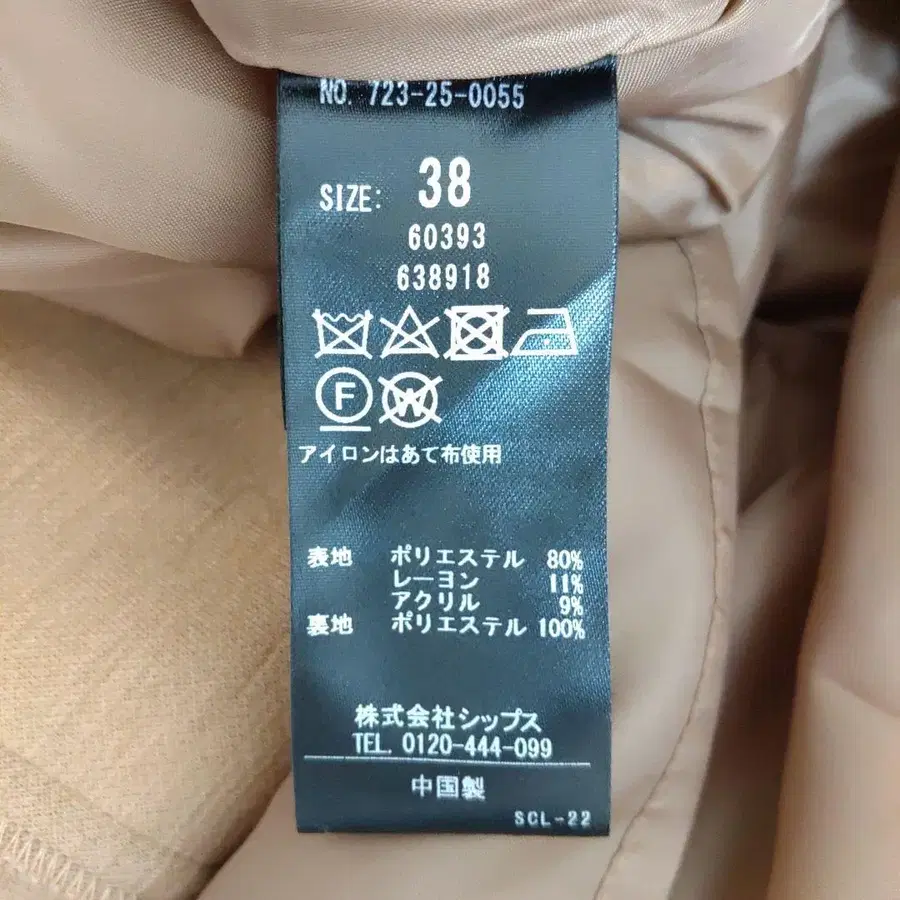 NO. 723-25-0055
SIZE: 38
60393
638918
F W
アイロンはあて布使用
表地 ポリエステル 80%
レーヨン 11%
アクリル 9%
裏地 ポリエステル 100%
株式会社シップス
TEL. 0120-444-099
中国製
SCL-22